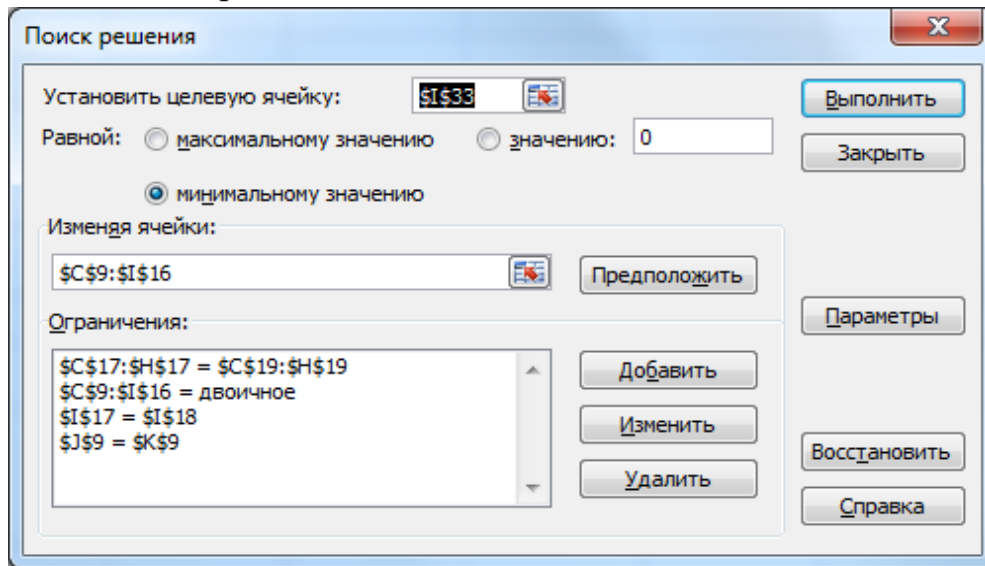 Поиск решения
Установить целевую ячейку: $I$33
Выполнить
Равной: максимальному значению значению: 0
Закрыть
минимальному значению
Изменяя ячейки:
$C$9:$I$16
Предположить
Параметры
Ограничения:
$C$17:$H$17 = $C$19:$H$19
$C$9:$I$16 = двоичное
$I$17 = $I$18
$J$9 = $K$9
Добавить
Изменить
Удалить
Восстановить
Справка